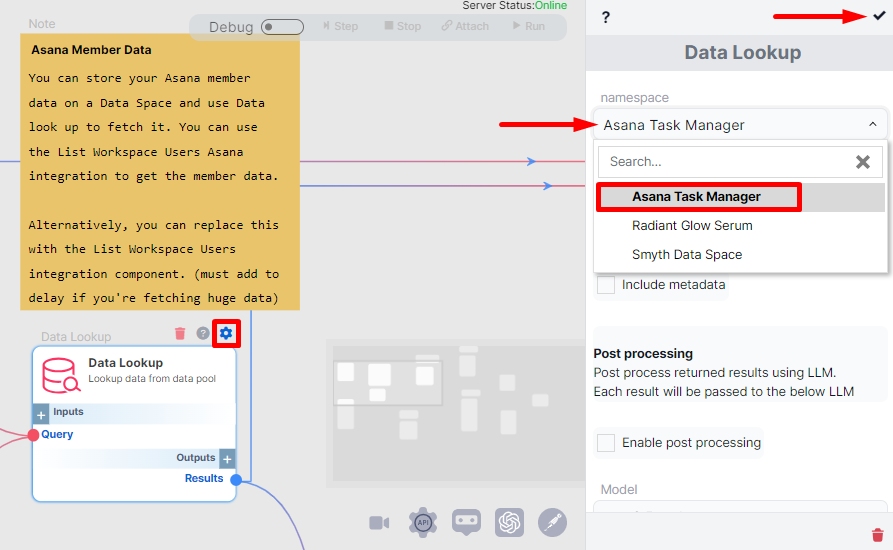 Note
Server Status:Online
Debug
Step
Stop
Attach
Run
Asana Member Data
You can store your Asana member
data on a Data Space and use Data
look up to fetch it. You can use
the List Workspace Users Asana
integration to get the member data.
Alternatively, you can replace this
with the List Workspace Users
integration component. (must add to
delay if you're fetching huge data)
Data Lookup
?
Data Lookup
Lookup data from data pool
+
Inputs
Query
Outputs
+
Results
API
?
Data Lookup
namespace
Asana Task Manager
Search...
Asana Task Manager
Radiant Glow Serum
Smyth Data Space
Include metadata
Post processing
Post process returned results using LLM.
Each result will be passed to the below LLM
Enable post processing
Model